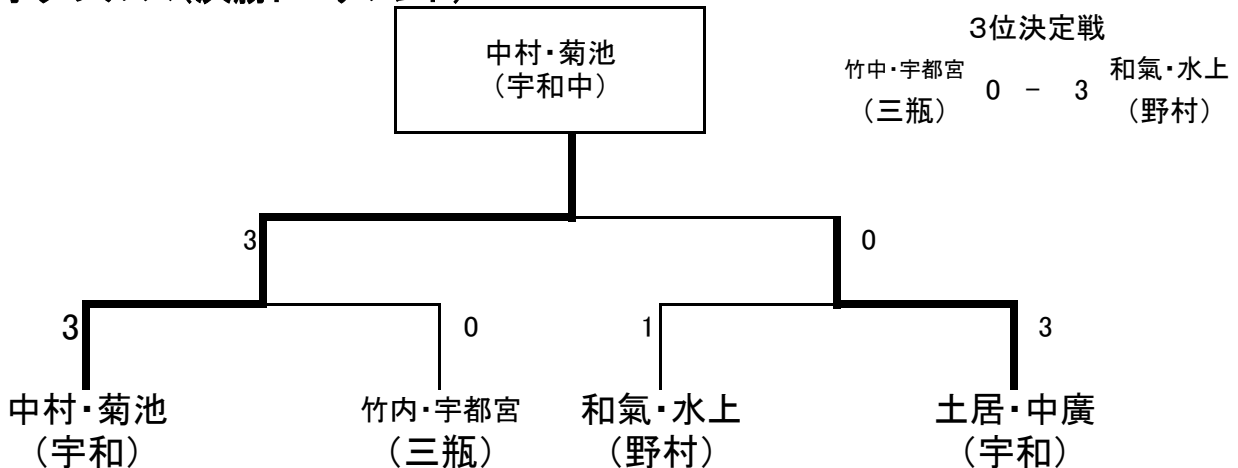 中村・菊池
（宇和中）
３位決定戦
竹中・宇都宮
（三瓶）
0 － 3
和氣・水上
（野村）
3
0
3
0
1
3
中村・菊池
（宇和）
竹内・宇都宮
（三瓶）
和氣・水上
（野村）
土居・中廣
（宇和）